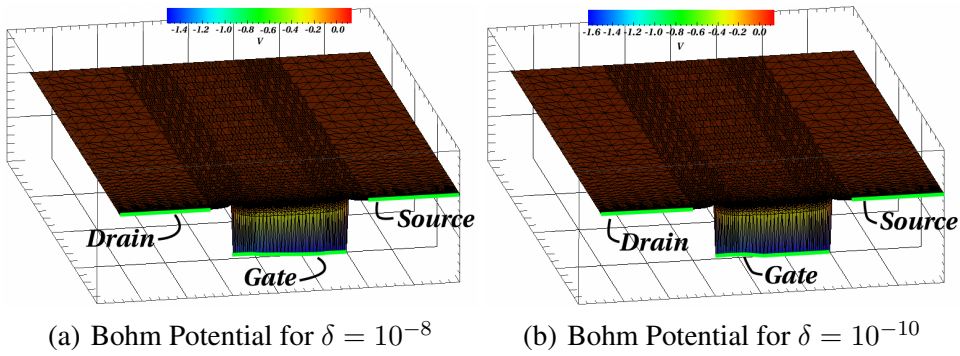 -1.4 -1.2 -1.0 -0.8 -0.6 -0.4 -0.2 0.0
V
Drain
Source
Gate
(a) Bohm Potential for δ = 10⁻⁸
-1.6 -1.4 -1.2 -1.0 -0.8 -0.6 -0.4 -0.2 0.0
V
Drain
Source
Gate
(b) Bohm Potential for δ = 10⁻¹⁰